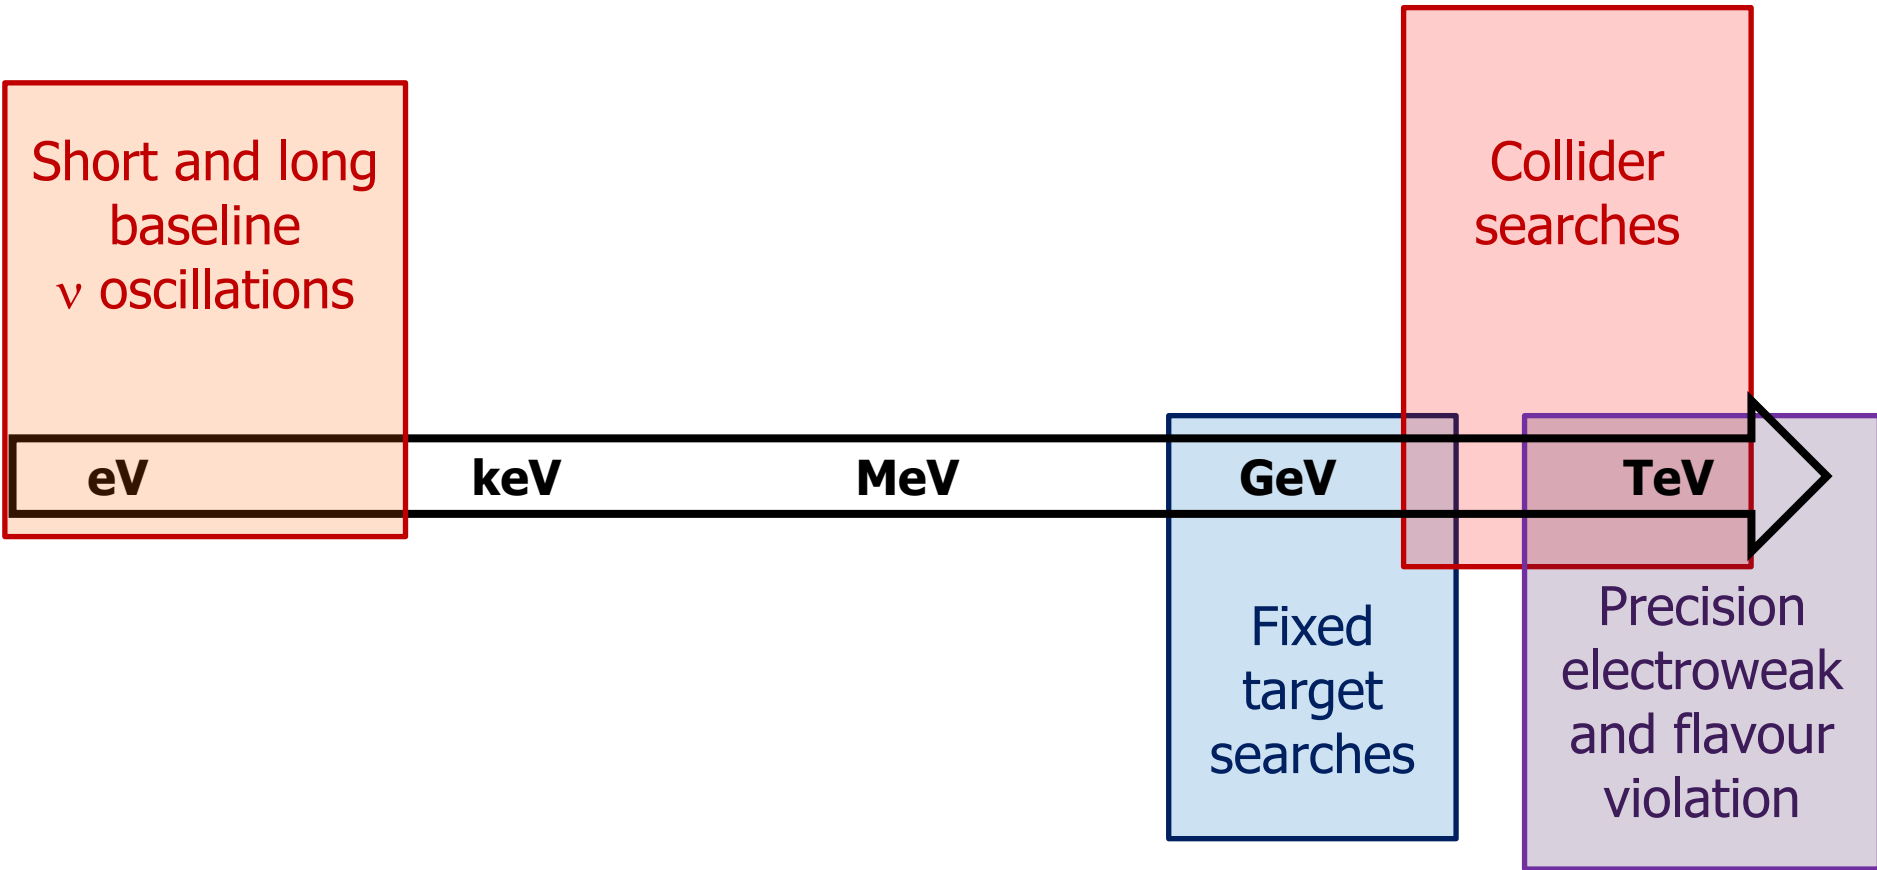 Short and long
baseline
ν oscillations
Collider
searches
eV
keV
MeV
GeV
TeV
Fixed
target
searches
Precision
electroweak
and flavour
violation